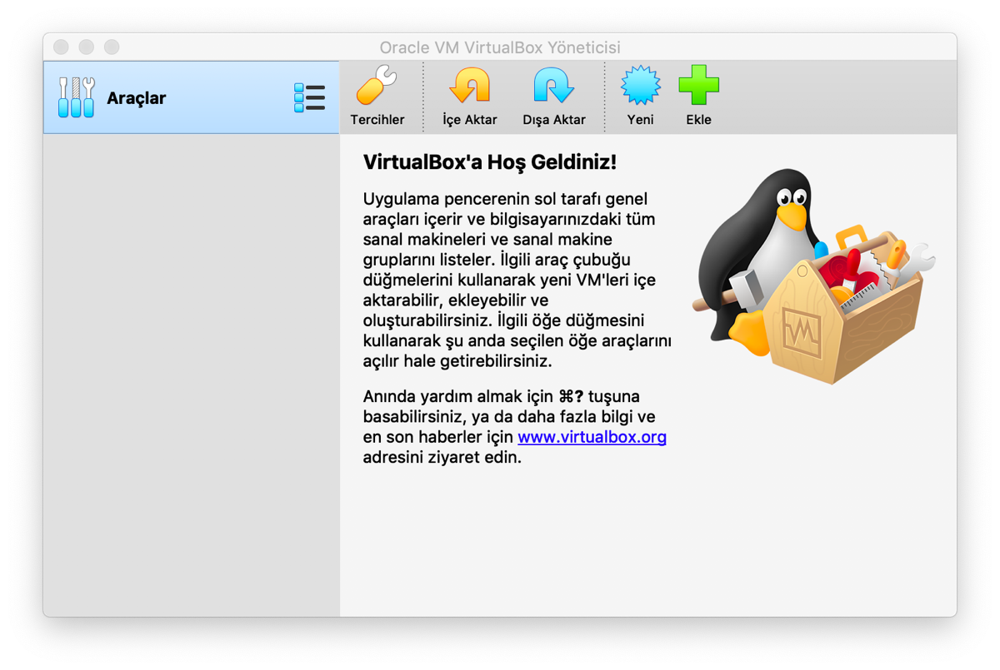 Oracle VM VirtualBox Yöneticisi
Araçlar
Tercihler
İçe Aktar
Dışa Aktar
Yeni
Ekle
VirtualBox'a Hoş Geldiniz!
Uygulama pencerenin sol tarafı genel
araçları içerir ve bilgisayarınızdaki tüm
sanal makineleri ve sanal makine
gruplarını listeler. İlgili araç çubuğu
düğmelerini kullanarak yeni VM'leri içe
aktarabilir, ekleyebilir ve
oluşturabilirsiniz. İlgili öğe düğmesini
kullanarak şu anda seçilen öğe araçlarını
açılır hale getirebilirsiniz.
Anında yardım almak için ⌘? tuşuna
basabilirsiniz, ya da daha fazla bilgi ve
en son haberler için www.virtualbox.org
adresini ziyaret edin.